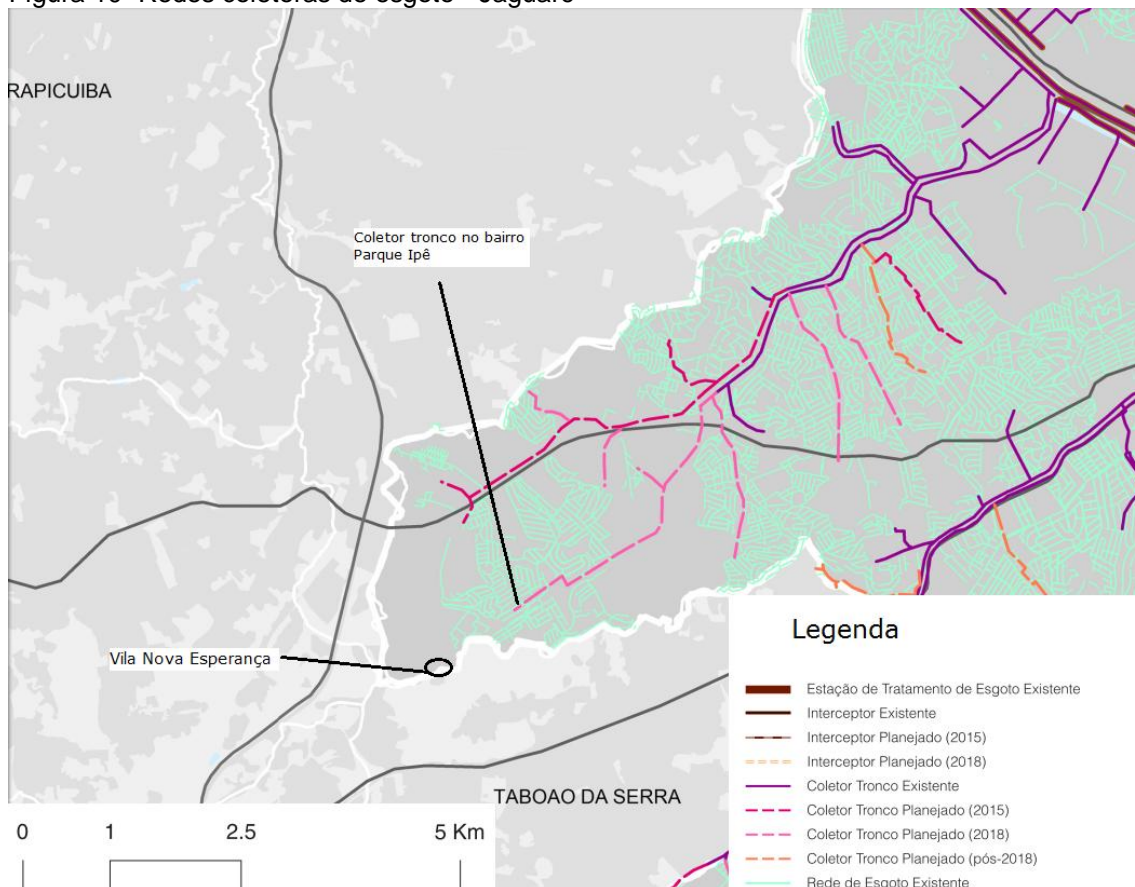 Figura 10- Redes coletoras de esgoto - Jaguaré
RAPICUIBA
Coletor tronco no bairro
Parque Ipê
Vila Nova Esperança
TABOAO DA SERRA
0 1 2.5 5 Km
Legenda
Estação de Tratamento de Esgoto Existente
Interceptor Existente
Interceptor Planejado (2015)
Interceptor Planejado (2018)
Coletor Tronco Existente
Coletor Tronco Planejado (2015)
Coletor Tronco Planejado (2018)
Coletor Tronco Planejado (pós-2018)
Rede de Esgoto Existente